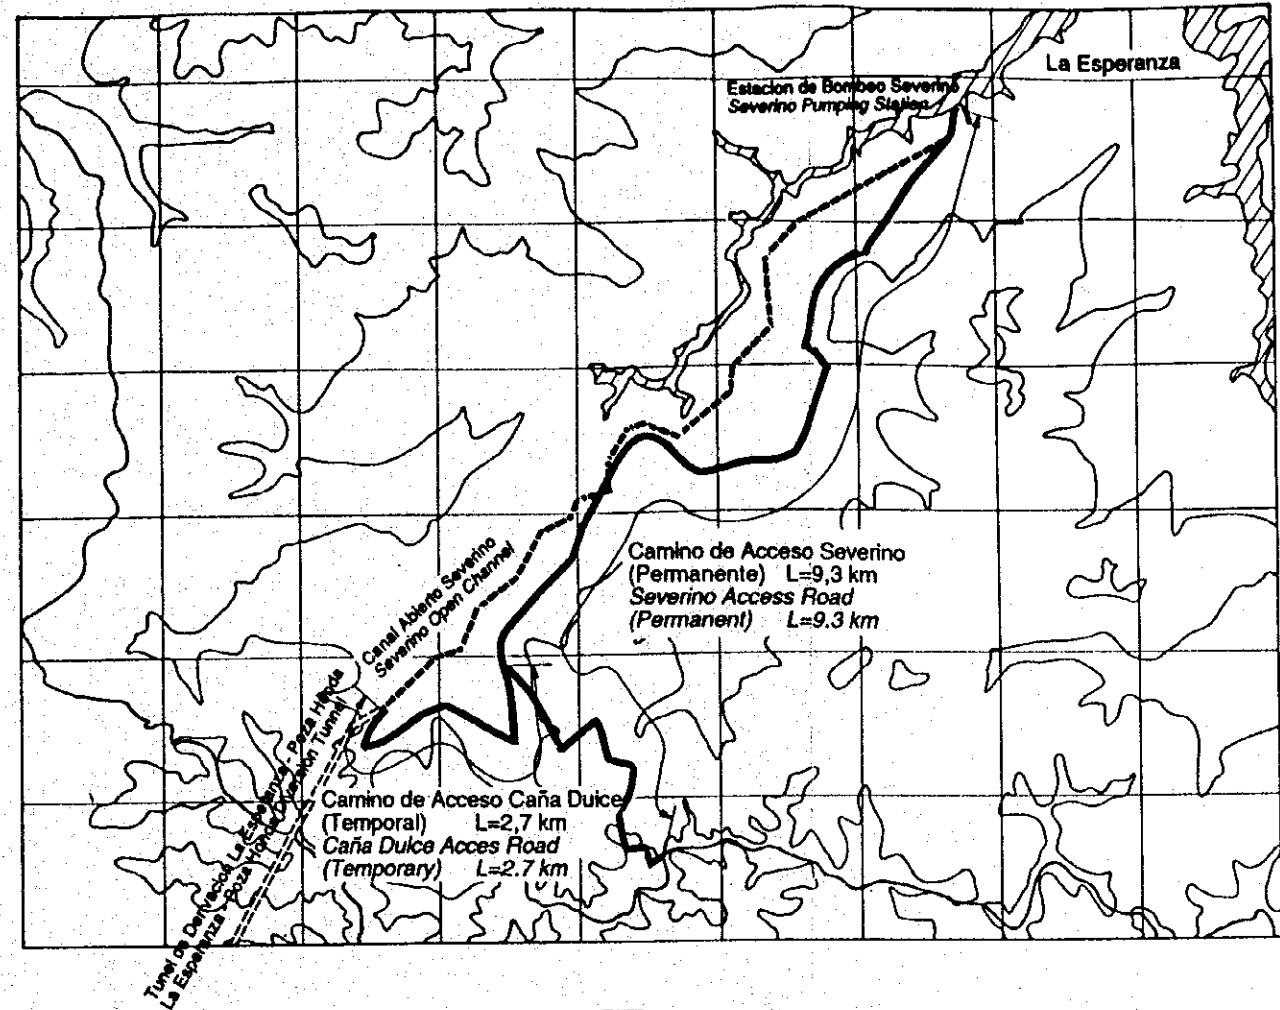 La Esperanza
Estacion de Bombeo Severino
Severino Pumping Station
Camino de Acceso Severino
(Permanente) L=9,3 km
Severino Access Road
(Permanent) L=9.3 km
Canal Abierto Severino
Severino Open Channel
Tunel de Derivacion La Esperanza - Poza Honda
La Esperanza - Poza Honda Diversion Tunnel
Camino de Acceso Caña Dulce
(Temporal) L=2,7 km
Caña Dulce Acces Road
(Temporary) L=2.7 km